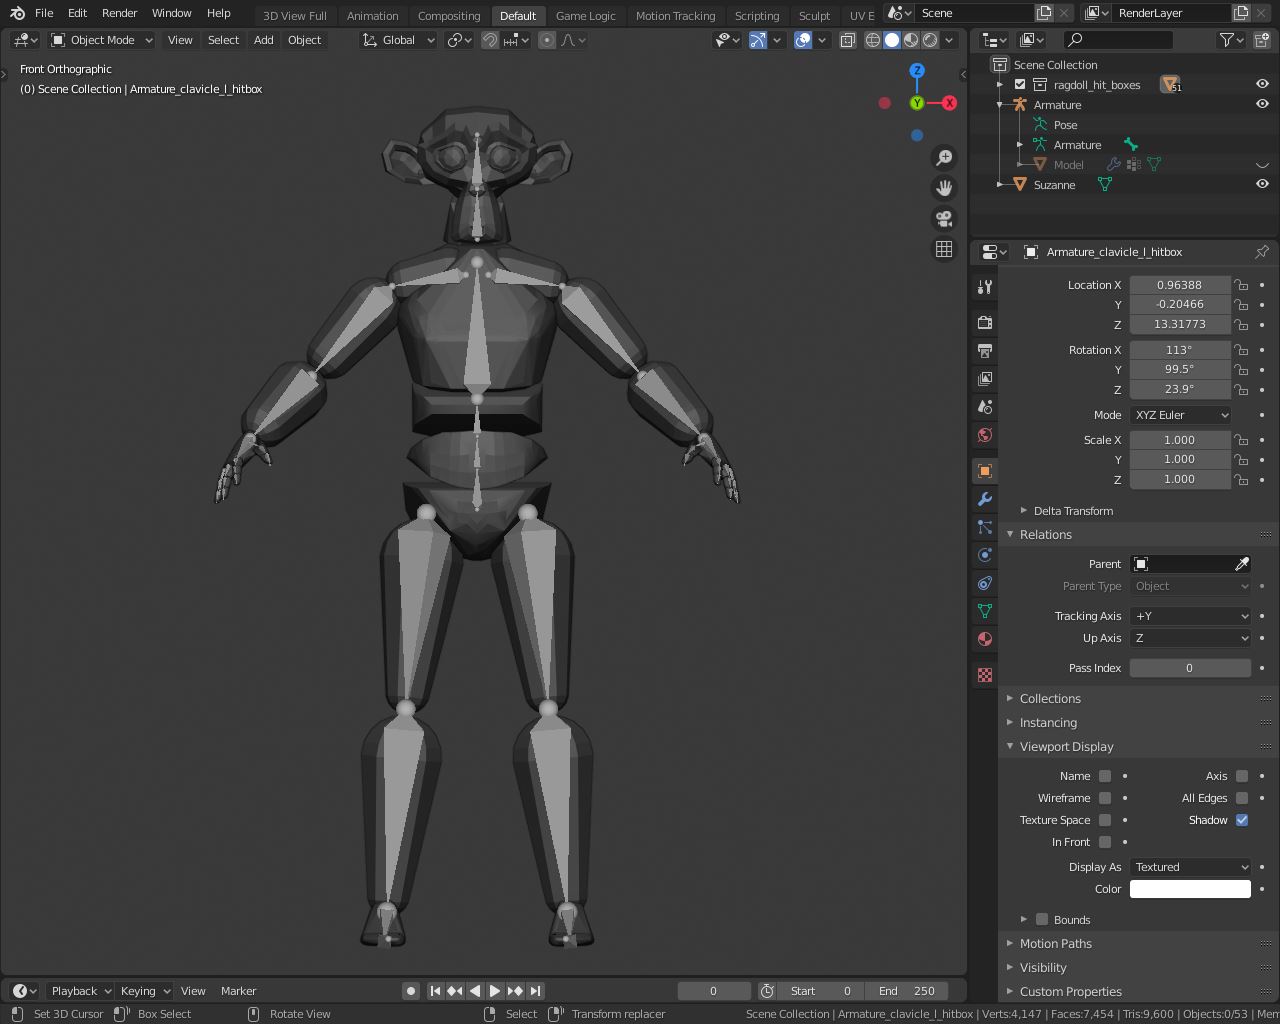 File Edit Render Window Help 3D View Full Animation Compositing Default Game Logic Motion Tracking Scripting Sculpt UV E Scene RenderLayer
Object Mode View Select Add Object Global
Front Orthographic
(0) Scene Collection | Armature_clavicle_l_hitbox
Z
Y
X
Scene Collection
ragdoll_hit_boxes 51
Armature
Pose
Armature
Model
Suzanne
Armature_clavicle_l_hitbox
Location X 0.96388
Y -0.20466
Z 13.31773
Rotation X 113°
Y 99.5°
Z 23.9°
Mode XYZ Euler
Scale X 1.000
Y 1.000
Z 1.000
Delta Transform
Relations
Parent
Parent Type Object
Tracking Axis +Y
Up Axis Z
Pass Index 0
Collections
Instancing
Viewport Display
Name Axis
Wireframe All Edges
Texture Space Shadow
In Front
Display As Textured
Color
Bounds
Motion Paths
Visibility
Custom Properties
Playback Keying View Marker 0 Start 0 End 250
Set 3D Cursor Box Select Rotate View Select Transform replacer Scene Collection | Armature_clavicle_l_hitbox | Verts:4,147 | Faces:7,454 | Tris:9,600 | Objects:0/53 | Mem